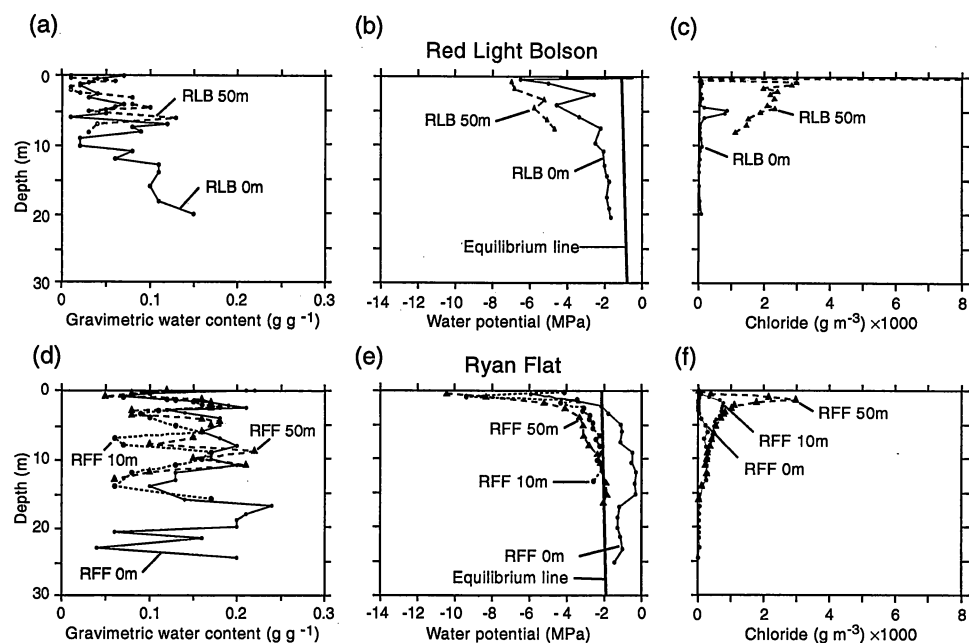 (a)
(b)
(c)
Red Light Bolson
0
10
20
30
Depth (m)
RLB 50m
RLB 0m
0
0.1
0.2
0.3
Gravimetric water content (g g -1)
RLB 50m
RLB 0m
Equilibrium line
-14 -12 -10 -8 -6 -4 -2 0
Water potential (MPa)
RLB 50m
RLB 0m
0 2 4 6 8
Chloride (g m-3) ×1000
(d)
(e)
(f)
Ryan Flat
0
10
20
30
Depth (m)
RFF 50m
RFF 10m
RFF 0m
0
0.1
0.2
0.3
Gravimetric water content (g g -1)
RFF 50m
RFF 10m
RFF 0m
Equilibrium line
-14 -12 -10 -8 -6 -4 -2 0
Water potential (MPa)
RFF 50m
RFF 10m
RFF 0m
0 2 4 6 8
Chloride (g m-3) ×1000